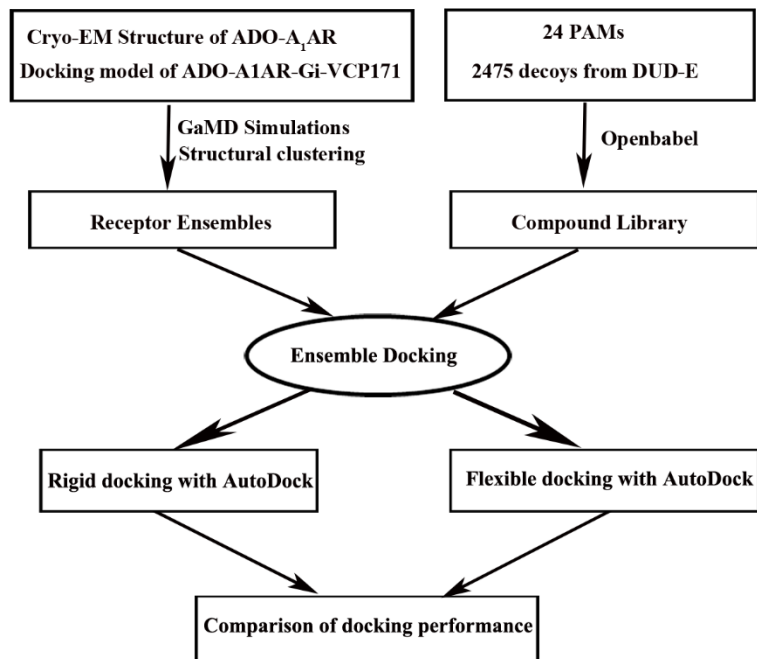 Cryo-EM Structure of ADO-A₁AR
Docking model of ADO-A1AR-Gi-VCP171
24 PAMs
2475 decoys from DUD-E
GaMD Simulations
Structural clustering
Openbabel
Receptor Ensembles
Compound Library
Ensemble Docking
Rigid docking with AutoDock
Flexible docking with AutoDock
Comparison of docking performance